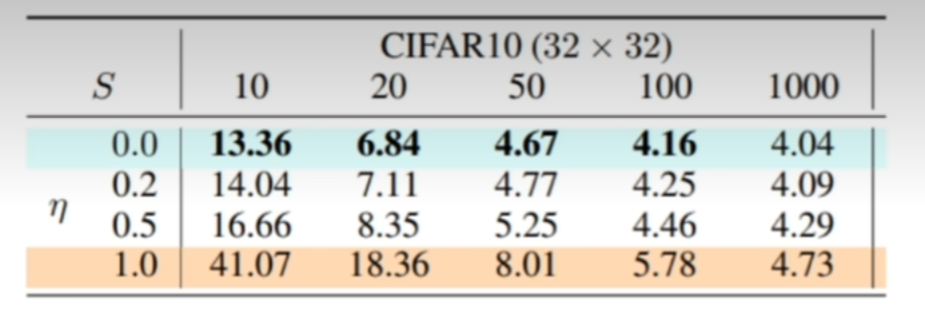 CIFAR10 (32 × 32)
S 10 20 50 100 1000
0.0 13.36 6.84 4.67 4.16 4.04
0.2 14.04 7.11 4.77 4.25 4.09
η
0.5 16.66 8.35 5.25 4.46 4.29
1.0 41.07 18.36 8.01 5.78 4.73